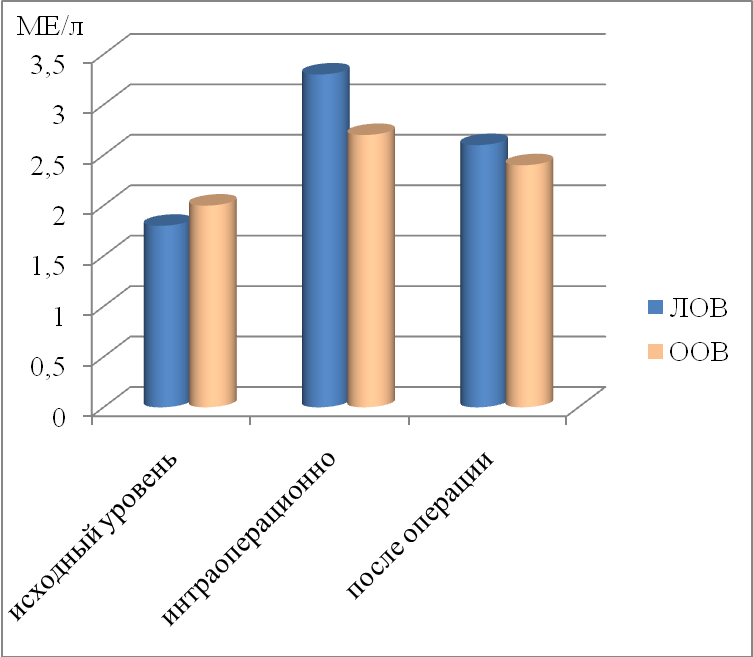 МЕ/л
3,5
3
2,5
2
1,5
1
0,5
0
исходный уровень
интраоперационно
после операции
ЛОВ
ООВ